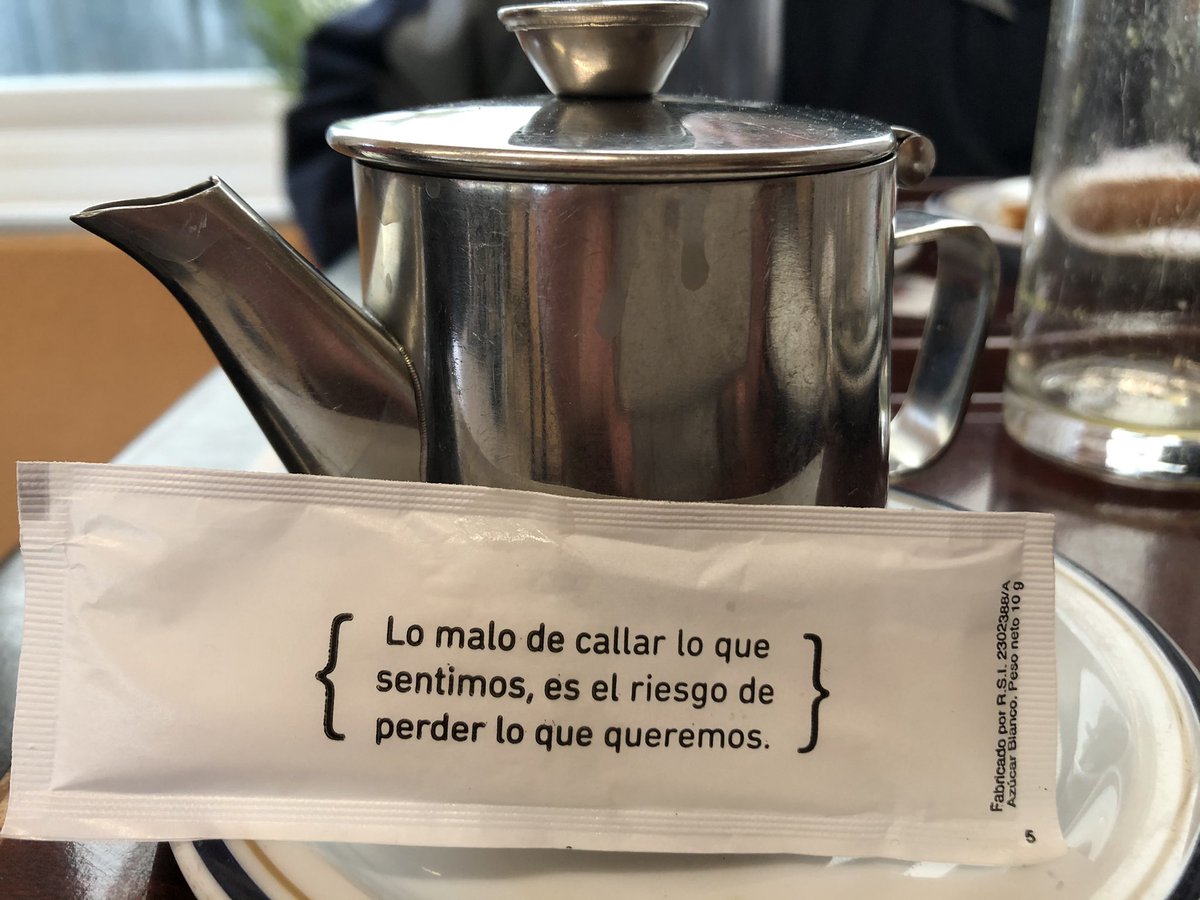 { Lo malo de callar lo que
sentimos, es el riesgo de
perder lo que queremos. }
Fabricado por R.S.I. 2302388/A
Azúcar Blanco. Peso neto 10 g
5